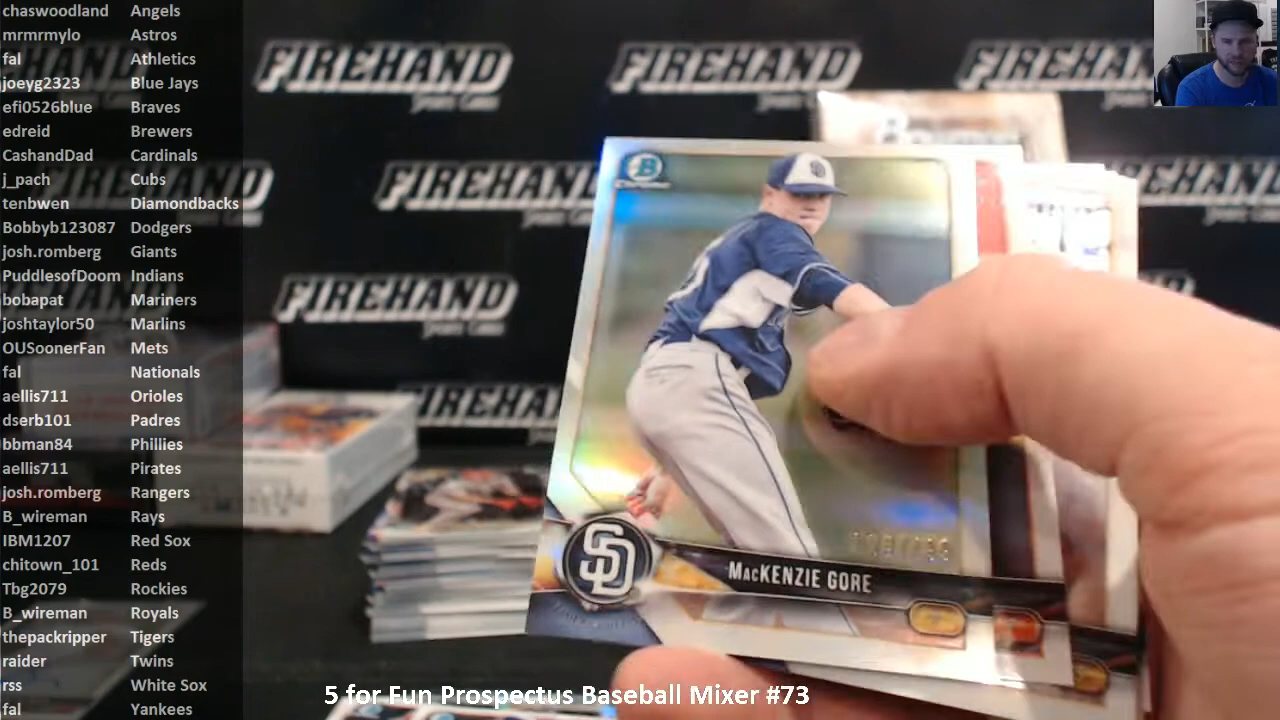 chaswoodland Angels
mrmrmylo Astros
fal Athletics
joeyg2323 Blue Jays
efi0526blue Braves
edreid Brewers
CashandDad Cardinals
j_pach Cubs
tenbwen Diamondbacks
Bobbyb123087 Dodgers
josh.romberg Giants
PuddlesofDoom Indians
bobapat Mariners
joshtaylor50 Marlins
OUSoonerFan Mets
fal Nationals
aellis711 Orioles
dserb101 Padres
bbman84 Phillies
aellis711 Pirates
josh.romberg Rangers
B_wireman Rays
IBM1207 Red Sox
chitown_101 Reds
Tbg2079 Rockies
B_wireman Royals
thepackripper Tigers
raider Twins
rss White Sox
fal Yankees
FIREHAND
FIREHAND
FIREHAND
FIREHAND
FIREHAND
FIREHAND
FIREHAND
B
SD
SD
MACKENZIE GORE
5 for Fun Prospectus Baseball Mixer #73